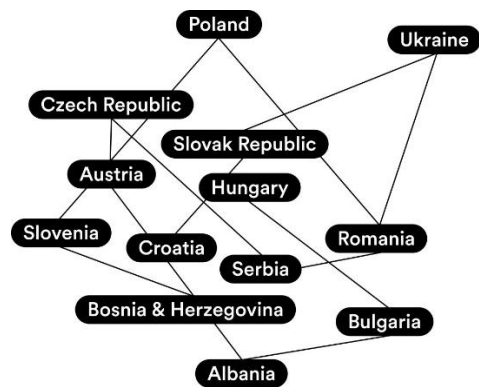 Poland
Ukraine
Czech Republic
Slovak Republic
Austria
Hungary
Slovenia
Croatia
Romania
Serbia
Bosnia & Herzegovina
Bulgaria
Albania